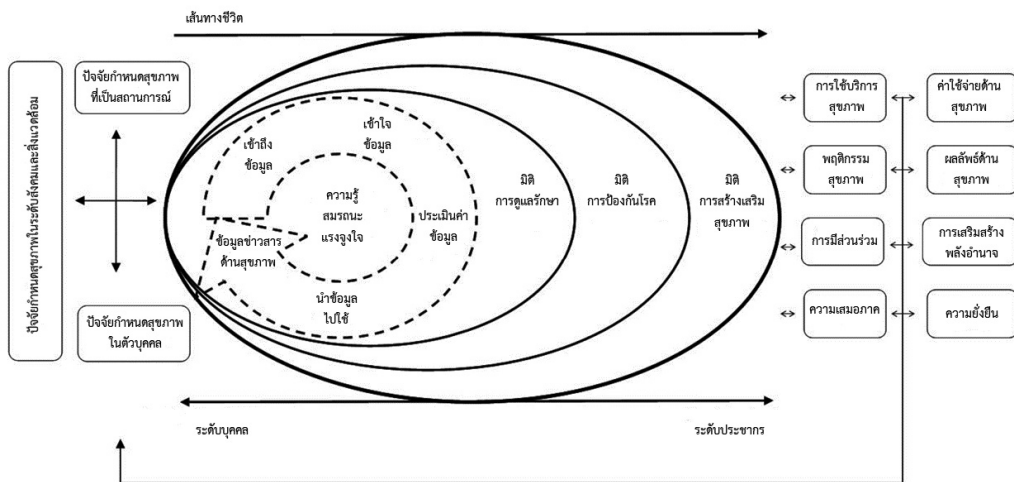 เส้นทางชีวิต
ปัจจัยกำหนดสุขภาพในระดับสังคมและสิ่งแวดล้อม
ปัจจัยกำหนดสุขภาพ
ที่เป็นสถานการณ์
ปัจจัยกำหนดสุขภาพ
ในตัวบุคคล
เข้าถึง
ข้อมูล
เข้าใจ
ข้อมูล
ความรู้
สมรถนะ
แรงจูงใจ
ประเมินค่า
ข้อมูล
ข้อมูลข่าวสาร
ด้านสุขภาพ
นำข้อมูล
ไปใช้
มิติ
การดูแลรักษา
มิติ
การป้องกันโรค
มิติ
การสร้างเสริม
สุขภาพ
การใช้บริการ
สุขภาพ
ค่าใช้จ่ายด้าน
สุขภาพ
พฤติกรรม
สุขภาพ
ผลลัพธ์ด้าน
สุขภาพ
การมีส่วนร่วม
การเสริมสร้าง
พลังอำนาจ
ความเสมอภาค
ความยั่งยืน
ระดับบุคคล
ระดับประชากร